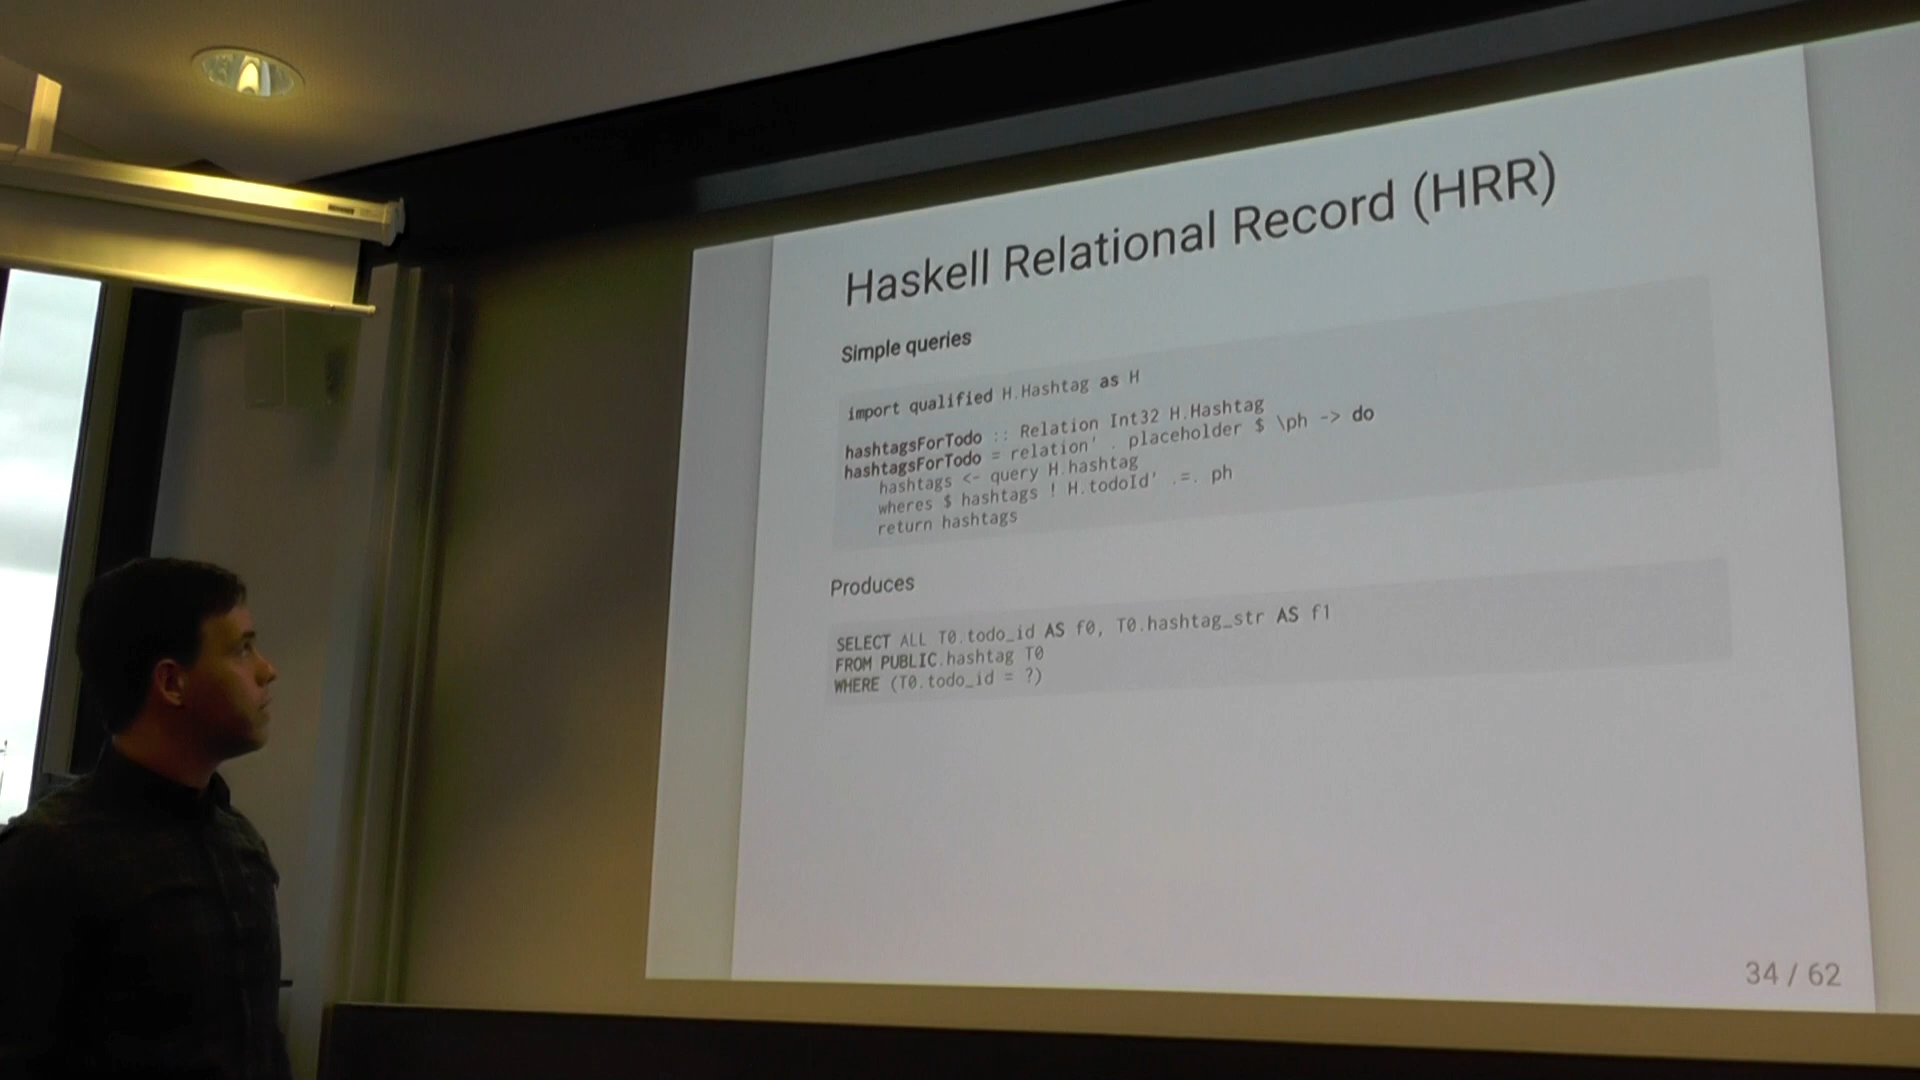 Haskell Relational Record (HRR)
Simple queries
import qualified H.Hashtag as H
hashtagsForTodo :: Relation Int32 H.Hashtag
hashtagsForTodo = relation' . placeholder $ \ph -> do
hashtags <- query H.hashtag
wheres $ hashtags ! H.todoId' .=. ph
return hashtags
Produces
SELECT ALL T0.todo_id AS f0, T0.hashtag_str AS f1
FROM PUBLIC.hashtag T0
WHERE (T0.todo_id = ?)
34 / 62